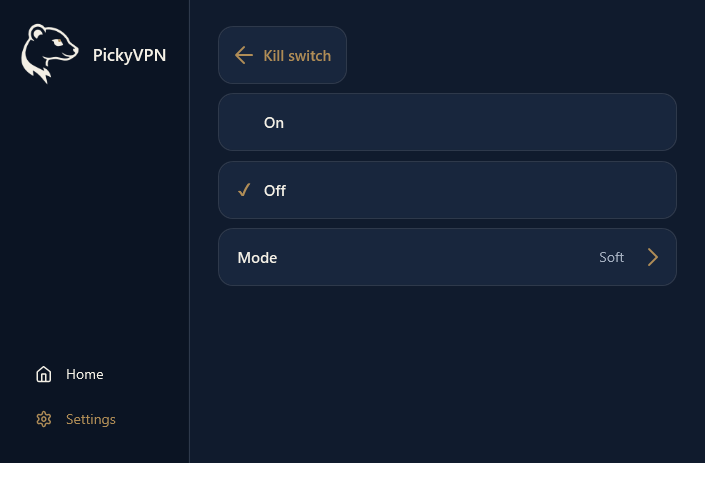 PickyVPN
Kill switch
On
Off
Mode Soft
Home
Settings